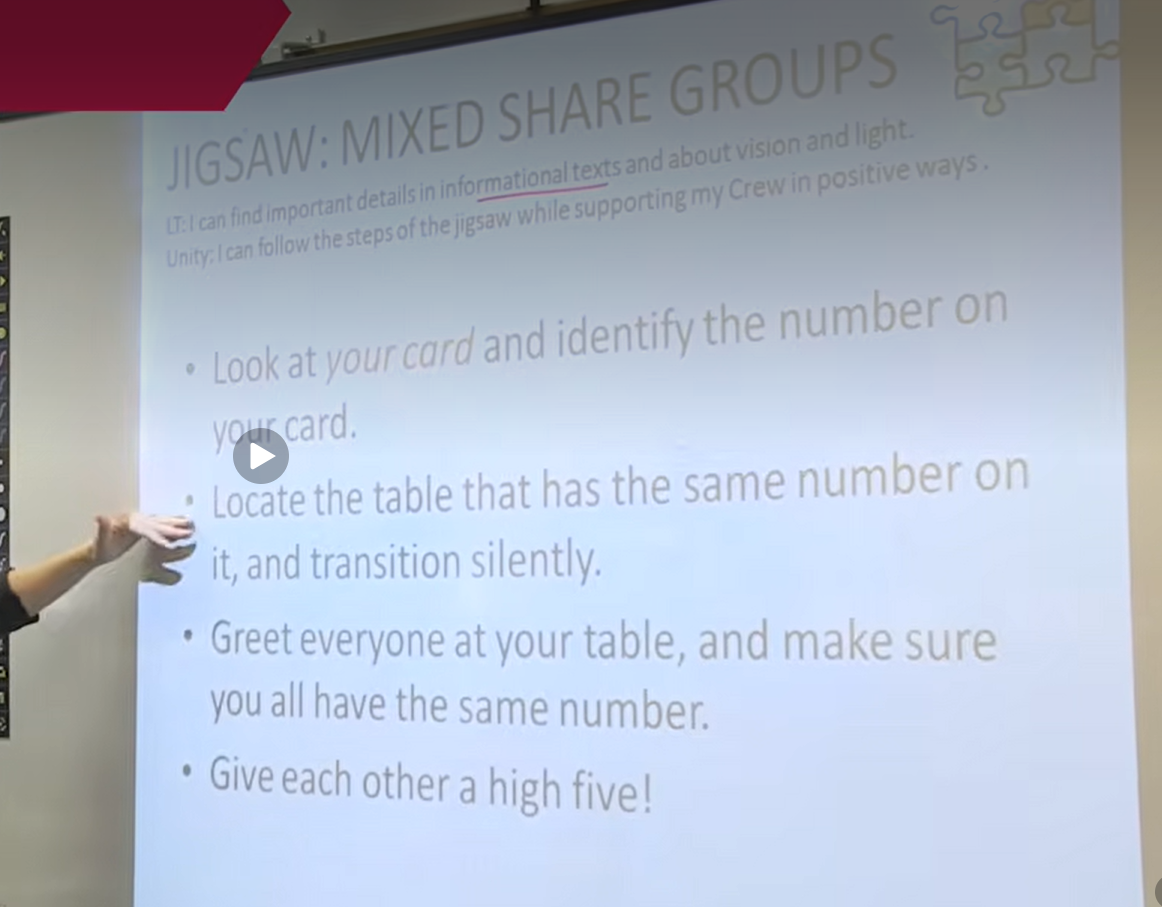 JIGSAW: MIXED SHARE GROUPS
LT: I can find important details in informational texts and about vision and light.
Unity: I can follow the steps of the jigsaw while supporting my Crew in positive ways .
• Look at your card and identify the number on
your card.
• Locate the table that has the same number on
it, and transition silently.
• Greet everyone at your table, and make sure
you all have the same number.
• Give each other a high five!